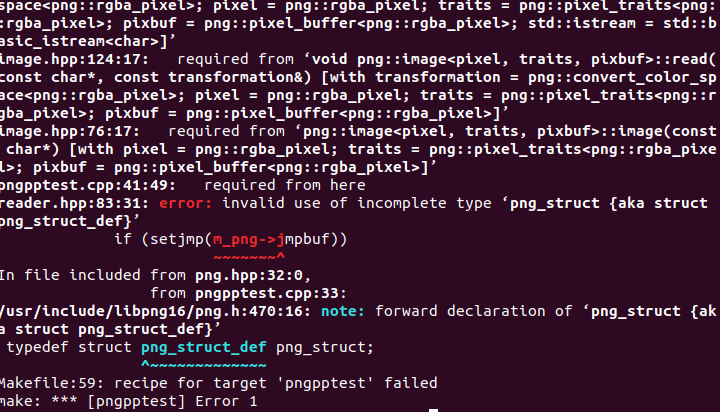 space<png::rgba_pixel>; pixel = png::rgba_pixel; traits = png::pixel_traits<png:
:rgba_pixel>; pixbuf = png::pixel_buffer<png::rgba_pixel>; std::istream = std::b
asic_istream<char>]’
image.hpp:124:17:   required from ‘void png::image<pixel, traits, pixbuf>::read(
const char*, const transformation&) [with transformation = png::convert_color_sp
ace<png::rgba_pixel>; pixel = png::rgba_pixel; traits = png::pixel_traits<png::r
gba_pixel>; pixbuf = png::pixel_buffer<png::rgba_pixel>]’
image.hpp:76:17:   required from ‘png::image<pixel, traits, pixbuf>::image(const
 char*) [with pixel = png::rgba_pixel; traits = png::pixel_traits<png::rgba_pixe
l>; pixbuf = png::pixel_buffer<png::rgba_pixel>]’
pngpptest.cpp:41:49:   required from here
reader.hpp:83:31: error: invalid use of incomplete type ‘png_struct {aka struct
png_struct_def}’
             if (setjmp(m_png->jmpbuf))
                        ~~~~~~~^
In file included from png.hpp:32:0,
                 from pngpptest.cpp:33:
/usr/include/libpng16/png.h:470:16: note: forward declaration of ‘png_struct {ak
a struct png_struct_def}’
 typedef struct png_struct_def png_struct;
                ^~~~~~~~~~~~~~
Makefile:59: recipe for target 'pngpptest' failed
make: *** [pngpptest] Error 1